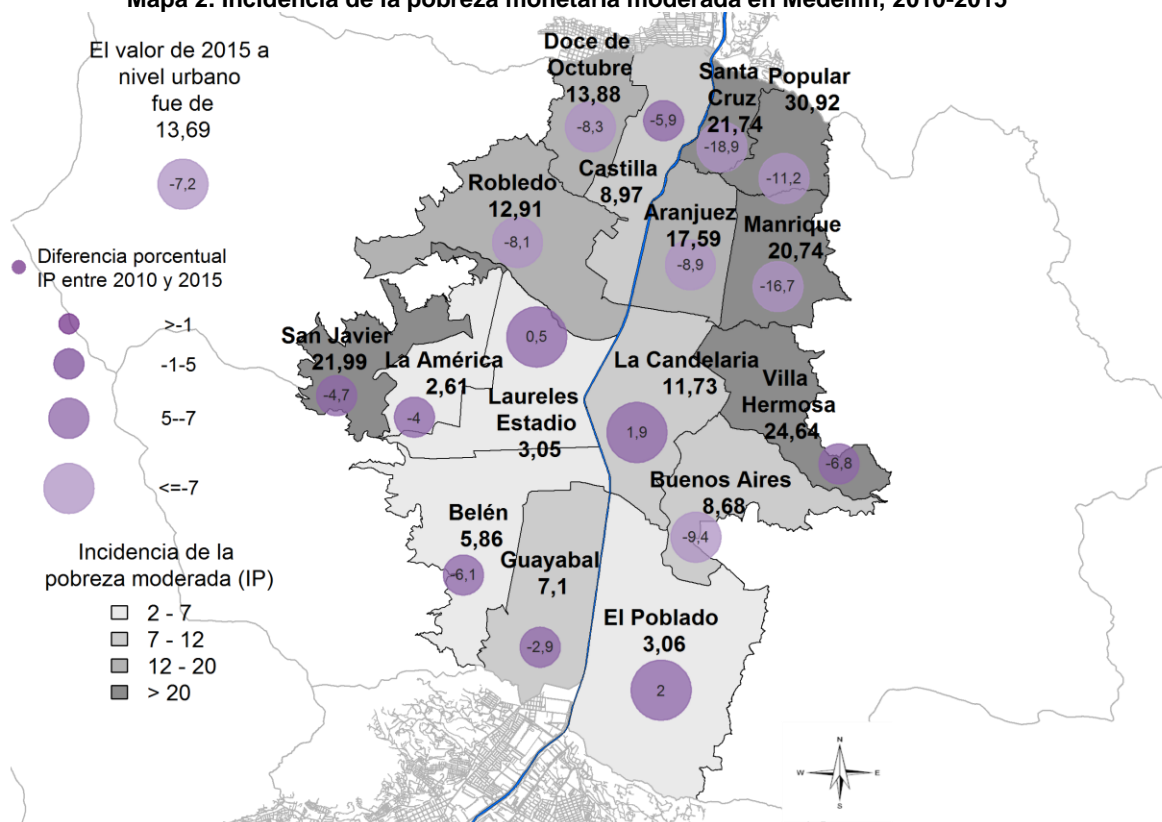 Mapa 2. Incidencia de la pobreza monetaria moderada en Medellín, 2010-2015
El valor de 2015 a
nivel urbano
fue de
13,69
-7,2
Diferencia porcentual
IP entre 2010 y 2015
>-1
-1-5
5--7
<=-7
Incidencia de la
pobreza moderada (IP)
2 - 7
7 - 12
12 - 20
> 20
Doce de
Octubre
13,88
-8,3
-5,9
Castilla
8,97
Santa
Cruz
21,74
-18,9
Popular
30,92
-11,2
Robledo
12,91
-8,1
Aranjuez
17,59
-8,9
Manrique
20,74
-16,7
San Javier
21,99
-4,7
La América
2,61
-4
0,5
Laureles
Estadio
3,05
La Candelaria
11,73
1,9
Villa
Hermosa
24,64
-6,8
Buenos Aires
8,68
-9,4
Belén
5,86
-6,1
Guayabal
7,1
-2,9
El Poblado
3,06
2
N
W
E
S